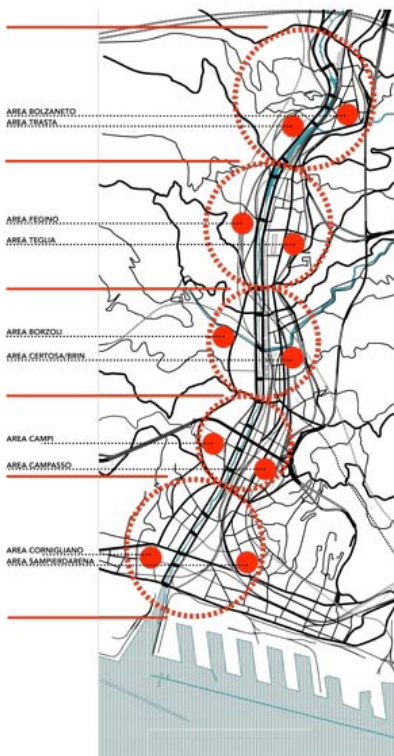 AREA BOLZANETO
AREA TRASTA
AREA FEGINO
AREA TEGLIA
AREA BORZOLI
AREA CERTOSA/BRIN
AREA CAMPI
AREA CAMPASSO
AREA CORNIGLIANO
AREA SAMPIERDARENA